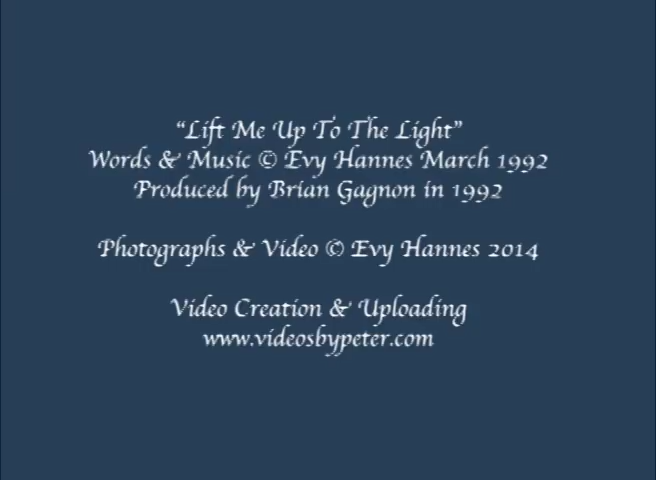 “Lift Me Up To The Light”
Words & Music © Evy Hannes March 1992
Produced by Brian Gagnon in 1992
Photographs & Video © Evy Hannes 2014
Video Creation & Uploading
www.videosbypeter.com